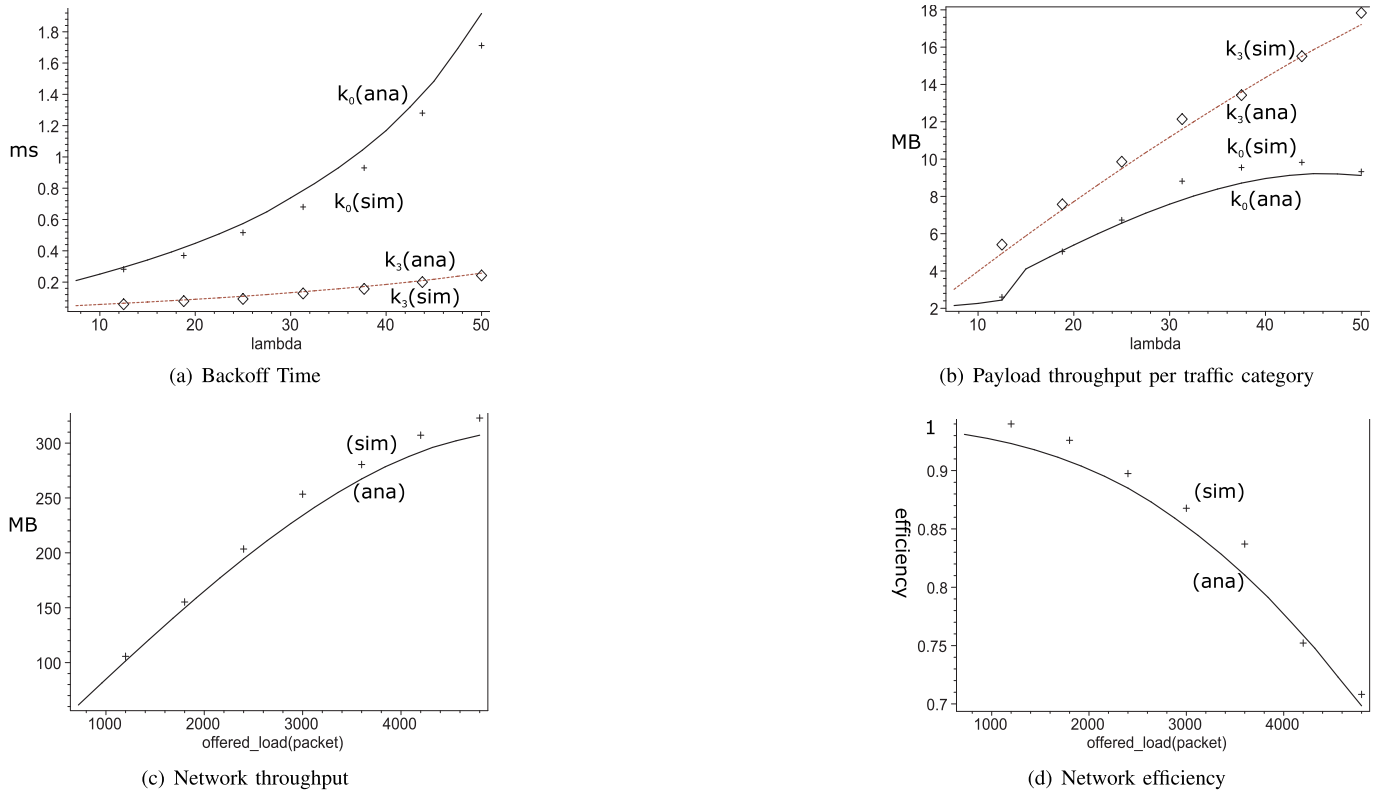 1.8
1.6
1.4
1.2
1
0.8
0.6
0.4
0.2
ms
k0(ana)
k0(sim)
k3(ana)
k3(sim)
10 20 30 40 50
lambda
(a) Backoff Time
18
16
14
12
10
8
6
4
2
MB
k3(sim)
k3(ana)
k0(sim)
k0(ana)
10 20 30 40 50
lambda
(b) Payload throughput per traffic category
300
250
200
150
100
MB
(sim)
(ana)
1000 2000 3000 4000
offered_load(packet)
(c) Network throughput
1
0.9
0.85
0.8
0.75
0.7
efficiency
(sim)
(ana)
1000 2000 3000 4000
offered_load(packet)
(d) Network efficiency